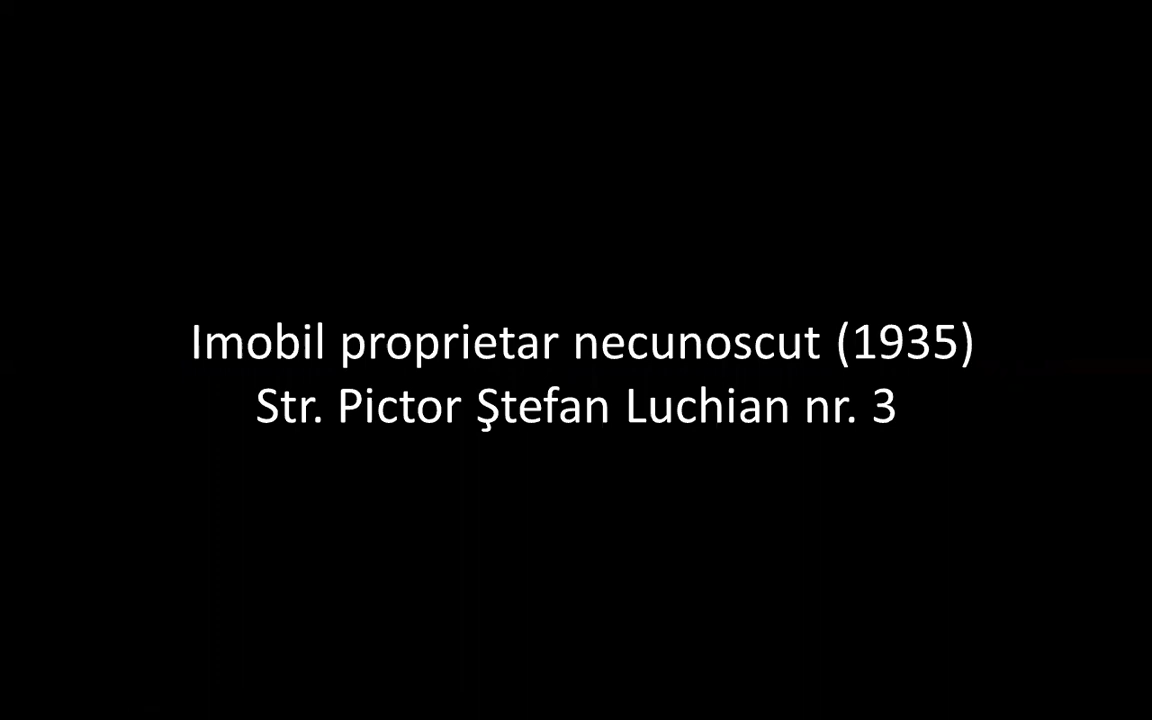 Imobil proprietar necunoscut (1935)
Str. Pictor Ştefan Luchian nr. 3